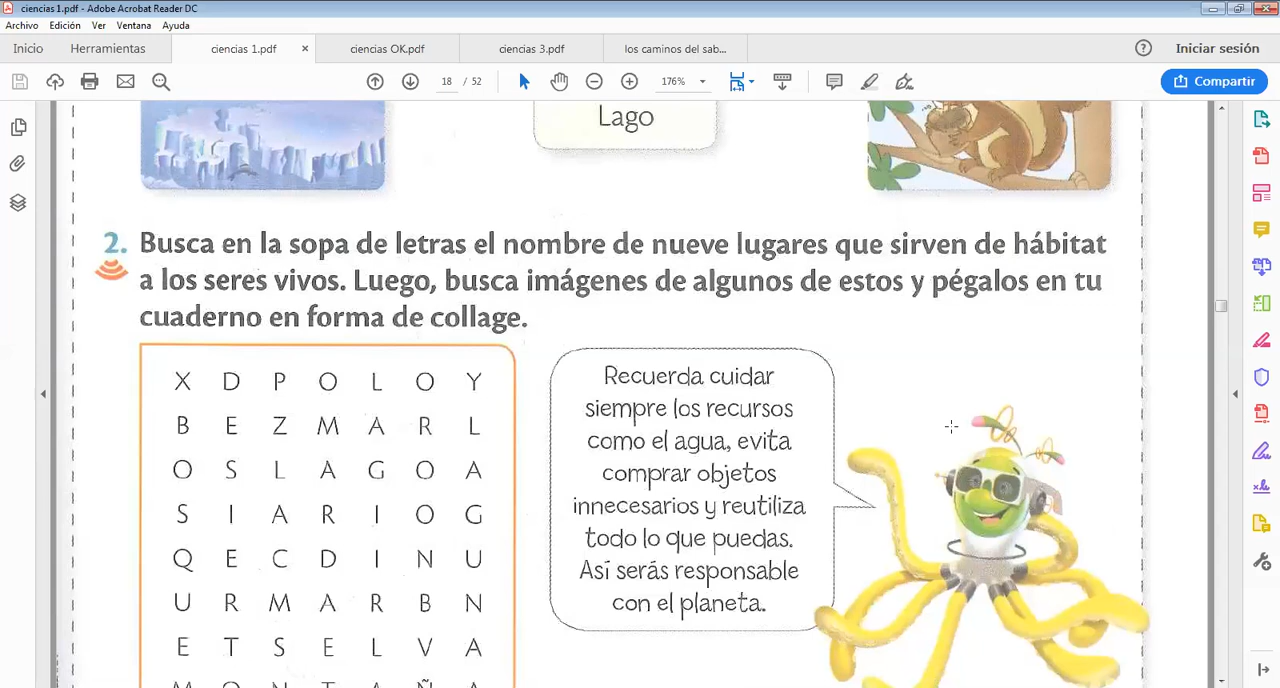 ciencias 1.pdf - Adobe Acrobat Reader DC
Archivo Edición Ver Ventana Ayuda
Inicio Herramientas ciencias 1.pdf × ciencias OK.pdf ciencias 3.pdf los caminos del sab... Iniciar sesión
18 / 52 176% Compartir
Lago
2. Busca en la sopa de letras el nombre de nueve lugares que sirven de hábitat
a los seres vivos. Luego, busca imágenes de algunos de estos y pégalos en tu
cuaderno en forma de collage.
X D P O L O Y
B E Z M A R L
O S L A G O A
S I A R I O G
Q E C D I N U
U R M A R B N
E T S E L V A
M O N T A Ñ A
Recuerda cuidar
siempre los recursos
como el agua, evita
comprar objetos
innecesarios y reutiliza
todo lo que puedas.
Así serás responsable
con el planeta.